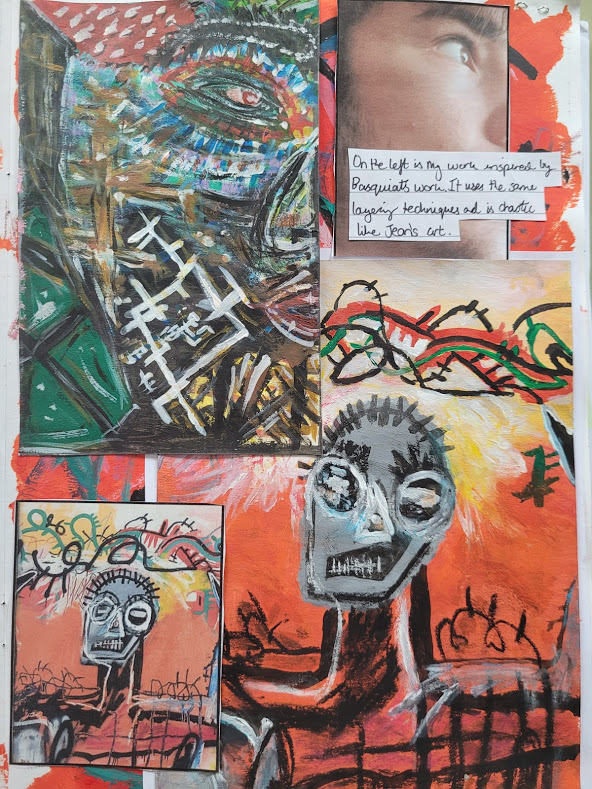 On the left is my work inspired by
Basquiats work. It uses the same
layering techniques and is chaotic
like Jean's art.